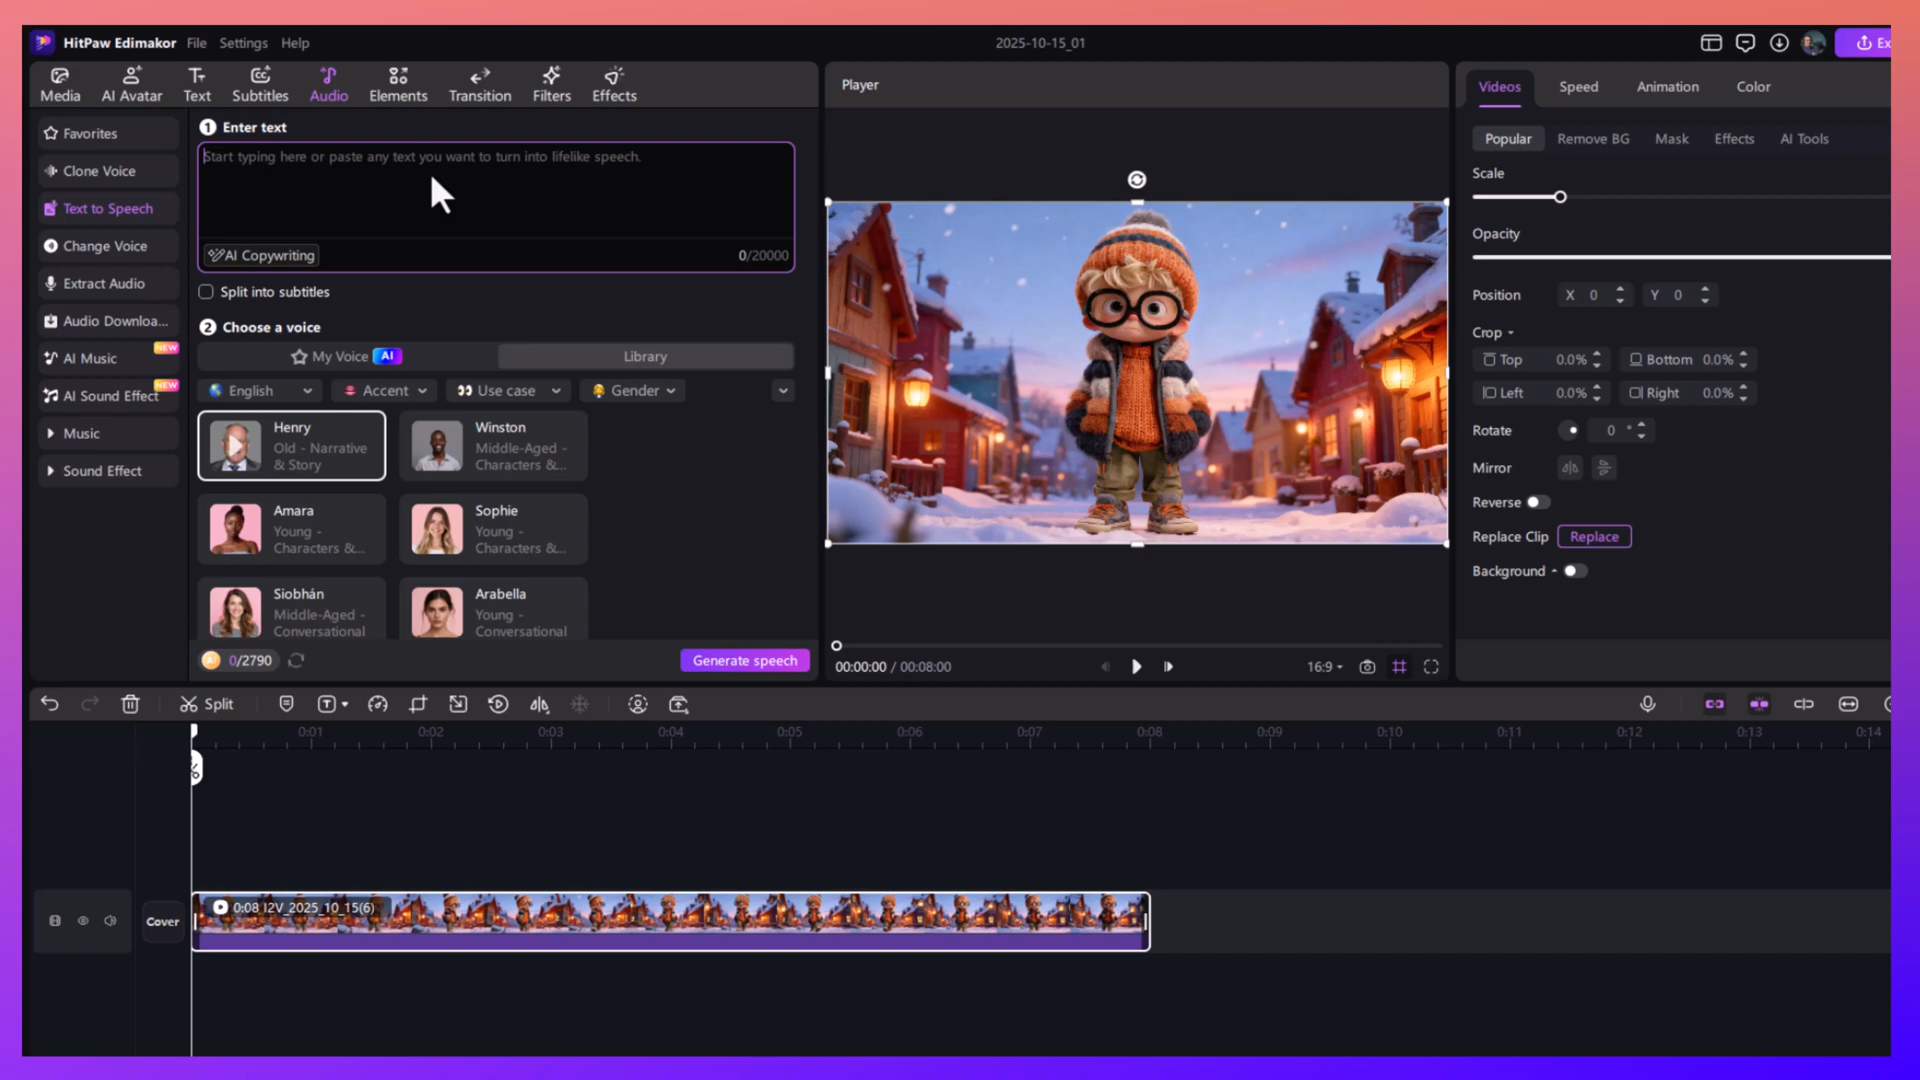 HitPaw Edimakor File Settings Help
2025-10-15_01
Ex
Media AI Avatar Text Subtitles Audio Elements Transition Filters Effects
Favorites
Clone Voice
Text to Speech
Change Voice
Extract Audio
Audio Downloa...
AI Music NEW
AI Sound Effect NEW
Music
Sound Effect
1 Enter text
Start typing here or paste any text you want to turn into lifelike speech.
AI Copywriting 0/20000
Split into subtitles
2 Choose a voice
My Voice AI Library
English Accent Use case Gender
Henry
Old - Narrative
& Story
Winston
Middle-Aged -
Characters &...
Amara
Young -
Characters &...
Sophie
Young -
Characters &...
Siobhán
Middle-Aged -
Conversational
Arabella
Young -
Conversational
AI 0/2790 Generate speech
Player
00:00:00 / 00:08:00 16:9
Videos Speed Animation Color
Popular Remove BG Mask Effects AI Tools
Scale
Opacity
Position X 0 Y 0
Crop
Top 0.0% Bottom 0.0%
Left 0.0% Right 0.0%
Rotate 0 °
Mirror
Reverse
Replace Clip Replace
Background
Split
0:01 0:02 0:03 0:04 0:05 0:06 0:07 0:08 0:09 0:10 0:11 0:12 0:13 0:14
Cover
0:08 I2V_2025_10_15(6)